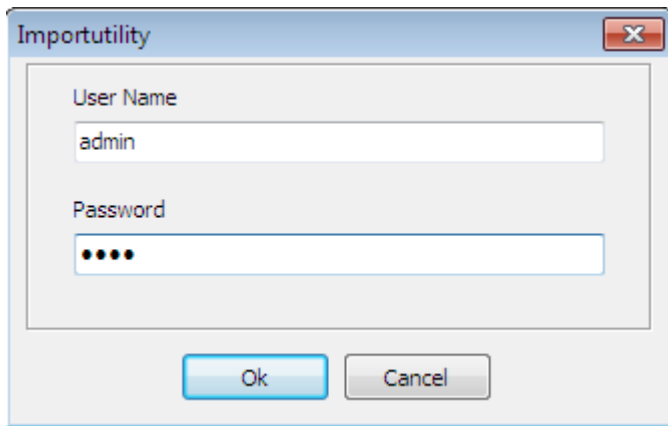 Importutility
User Name
admin
Password
••••
Ok
Cancel